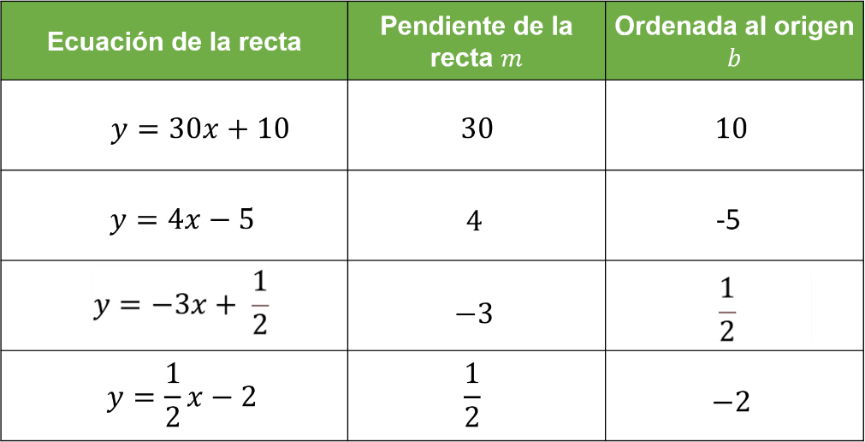 Ecuación de la recta
Pendiente de la
recta m
Ordenada al origen
b
y = 30x + 10
30
10
y = 4x − 5
4
-5
y = −3x + 1/2
−3
1/2
y = 1/2 x − 2
1/2
−2